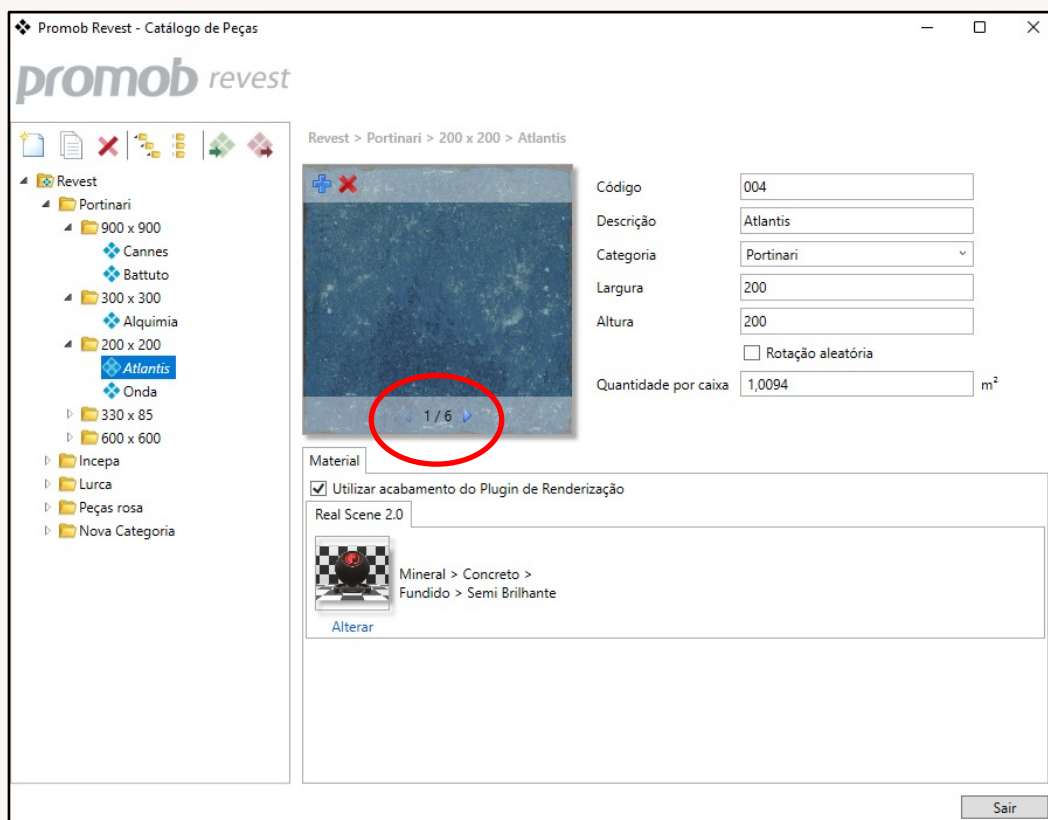 Promob Revest - Catálogo de Peças
promob revest
Revest > Portinari > 200 x 200 > Atlantis
Revest
Portinari
900 x 900
Cannes
Battuto
300 x 300
Alquimia
200 x 200
Atlantis
Onda
330 x 85
600 x 600
Incepa
Lurca
Peças rosa
Nova Categoria
1 / 6
Código 004
Descrição Atlantis
Categoria Portinari
Largura 200
Altura 200
Rotação aleatória
Quantidade por caixa 1,0094 m²
Material
Utilizar acabamento do Plugin de Renderização
Real Scene 2.0
Mineral > Concreto >
Fundido > Semi Brilhante
Alterar
Sair